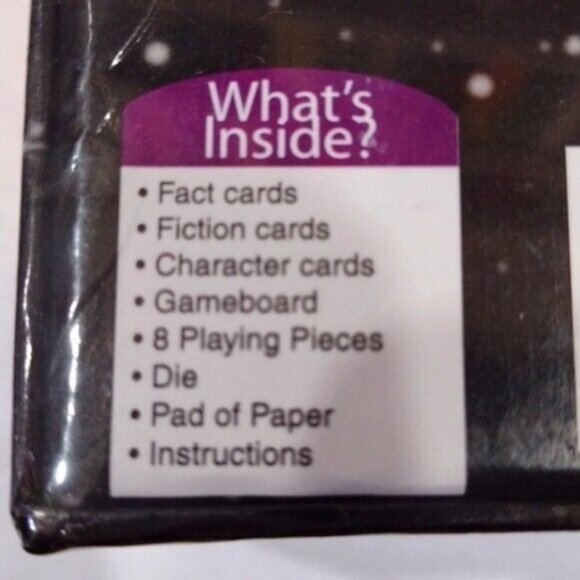 What's
Inside?
• Fact cards
• Fiction cards
• Character cards
• Gameboard
• 8 Playing Pieces
• Die
• Pad of Paper
• Instructions